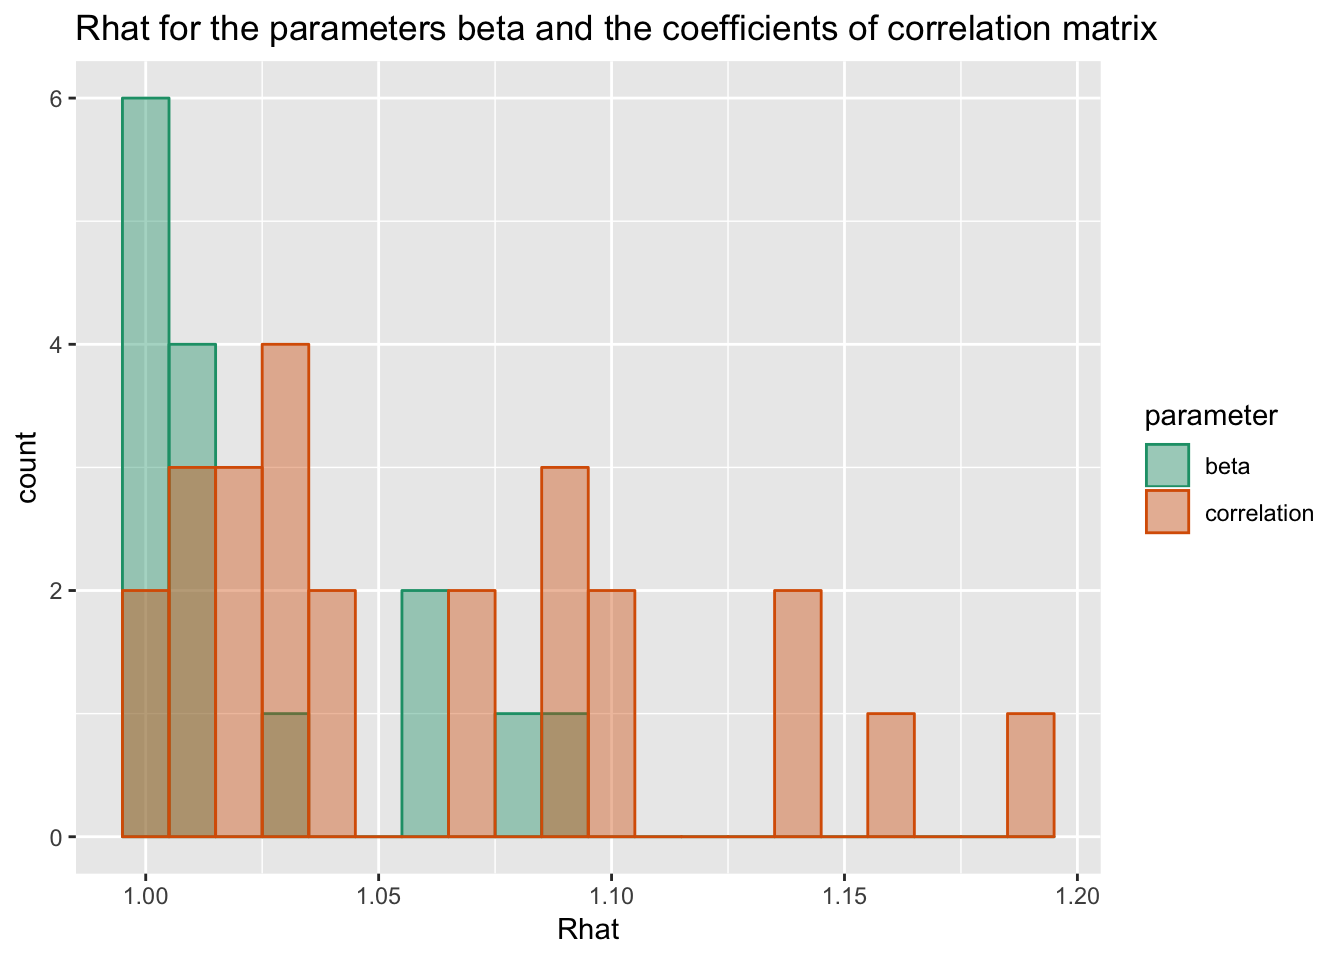 Rhat for the parameters beta and the coefficients of correlation matrix
6
4
2
0
count
1.00 1.05 1.10 1.15 1.20
Rhat
parameter
beta
correlation